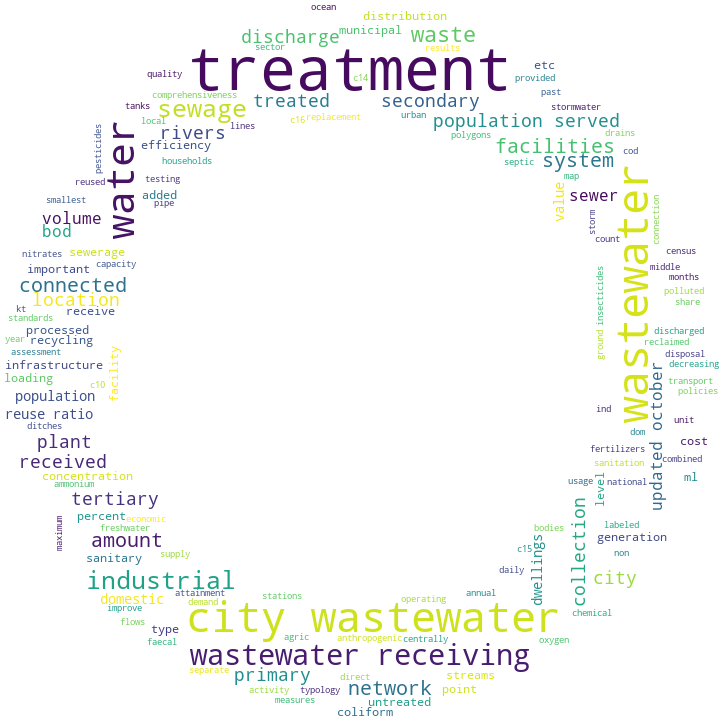 ocean
distribution
municipal
discharge
waste
sector
results
treatment
etc
quality
c14
provided
comprehensiveness
past
tanks
sewage
treated
secondary
stormwater
local
c16
replacement
urban
population served
lines
rivers
polygons
drains
pesticides
water
efficiency
facilities
cod
households
septic
system
reused
testing
map
smallest
added
pipe
value
sewer
wastewater
connection
volume
storm
bod
count
nitrates
sewerage
census
important
capacity
middle
months
connected
insecticides
polluted
location
share
kt
receive
standards
processed
discharged
year
recycling
ground
reclaimed
assessment
facility
disposal
infrastructure
decreasing
loading
c10
transport
policies
population
updated october
reuse ratio
ind
unit
ditches
dom
plant
cost
fertilizers
received
combined
sanitation
concentration
level
ml
ammonium
usage
national
tertiary
collection
percent
economic
maximum
freshwater
bodies
labeled
amount
dwellings
generation
sanitary
supply
c15
non
industrial
daily
attainment
annual
domestic
stations
operating
city
improve
demand
chemical
flows
city wastewater
type
faecal
agric
anthropogenic
centrally
oxygen
wastewater receiving
separate
primary
direct
streams
activity
typology
network
point
measures
untreated
coliform